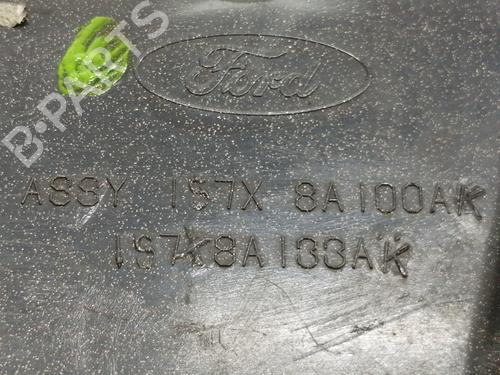 Ford
B-PARTS
ASSY 1S7X 8A100AK
1S7X8A133AK